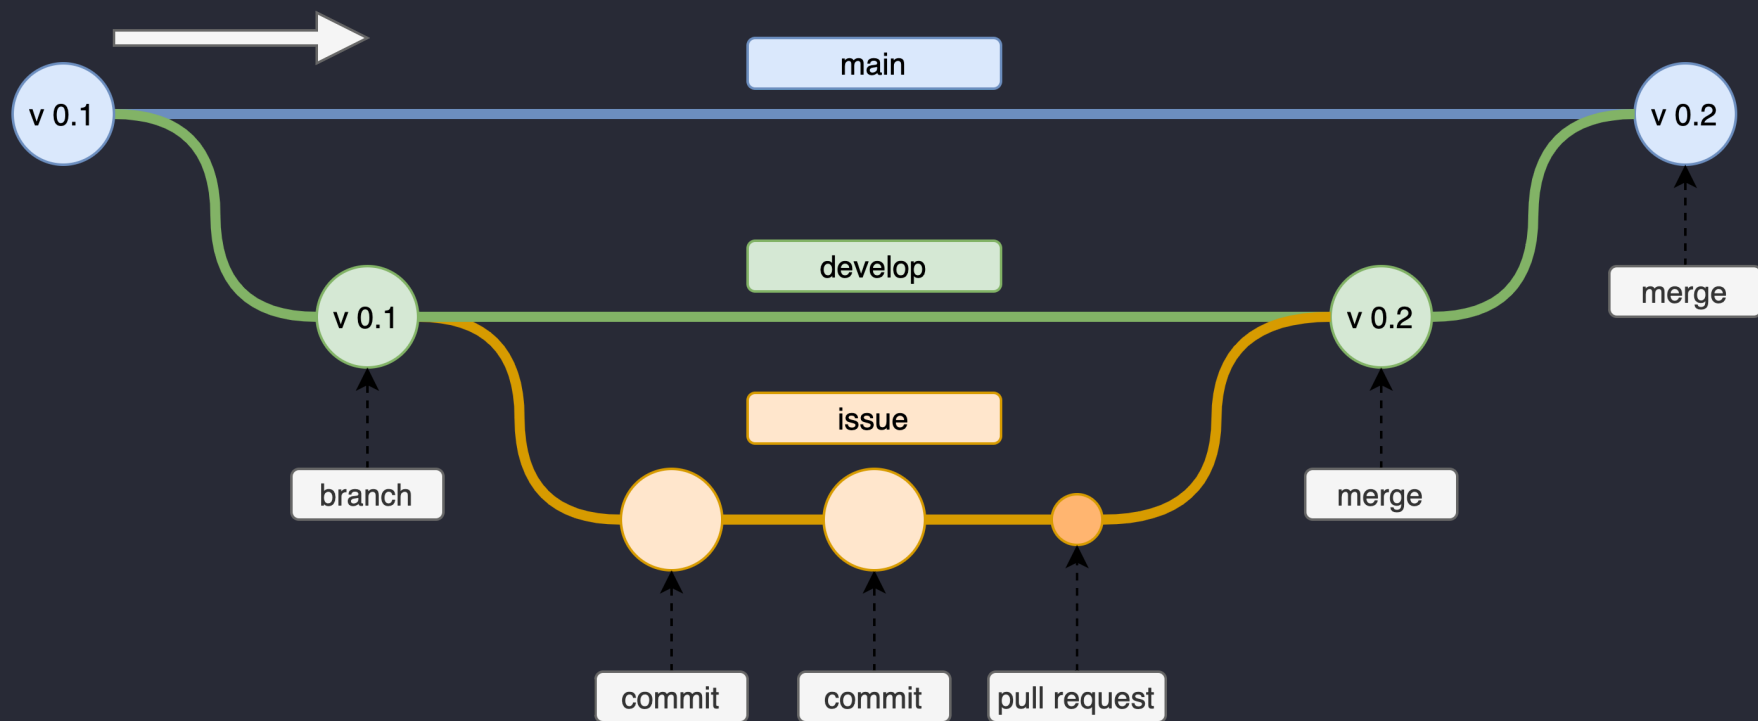 main
v 0.1
v 0.2
develop
merge
v 0.1
v 0.2
issue
branch
merge
commit
commit
pull request